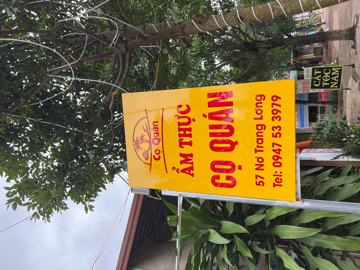 Cọ Quán
ẨM THỰC
CỌ QUÁN
57 Nơ Trang Long
Tel: 0947 53 3979
CẮT
TÓC
NAM